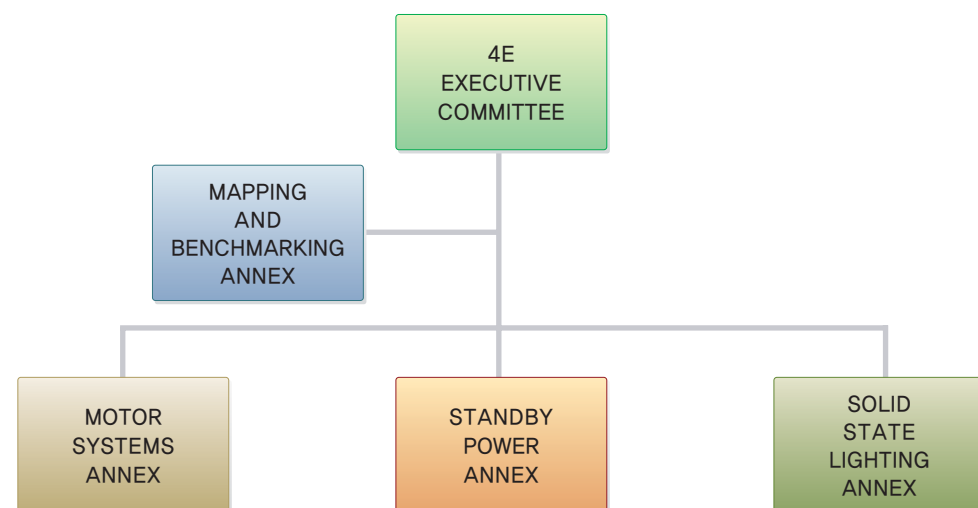 4E
EXECUTIVE
COMMITTEE
MAPPING
AND
BENCHMARKING
ANNEX
MOTOR
SYSTEMS
ANNEX
STANDBY
POWER
ANNEX
SOLID
STATE
LIGHTING
ANNEX